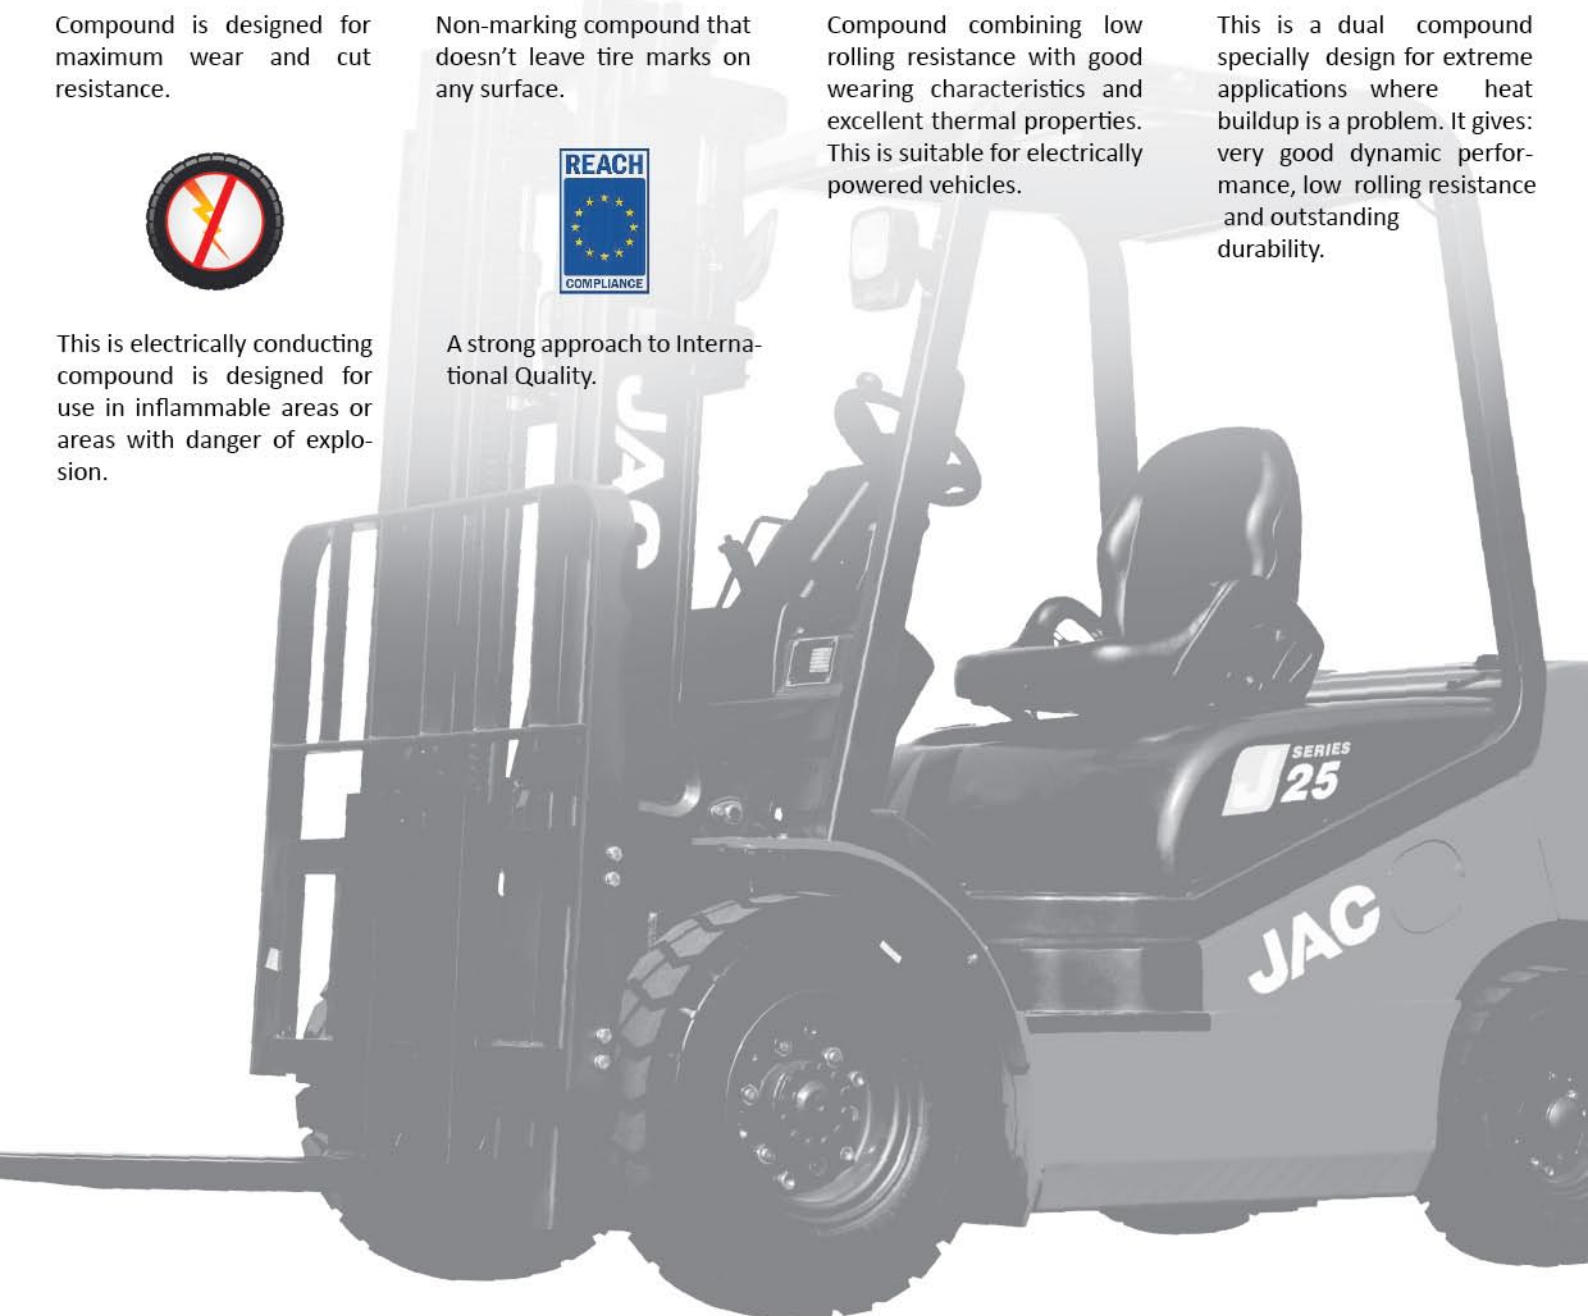 Compound is designed for
maximum wear and cut
resistance.
Non-marking compound that
doesn't leave tire marks on
any surface.
Compound combining low
rolling resistance with good
wearing characteristics and
excellent thermal properties.
This is suitable for electrically
powered vehicles.
This is a dual compound
specially design for extreme
applications where heat
buildup is a problem. It gives:
very good dynamic perfor-
mance, low rolling resistance
and outstanding
durability.
REACH
COMPLIANCE
This is electrically conducting
compound is designed for
use in inflammable areas or
areas with danger of explo-
sion.
A strong approach to Interna-
tional Quality.
JAC
J SERIES
25
JAC